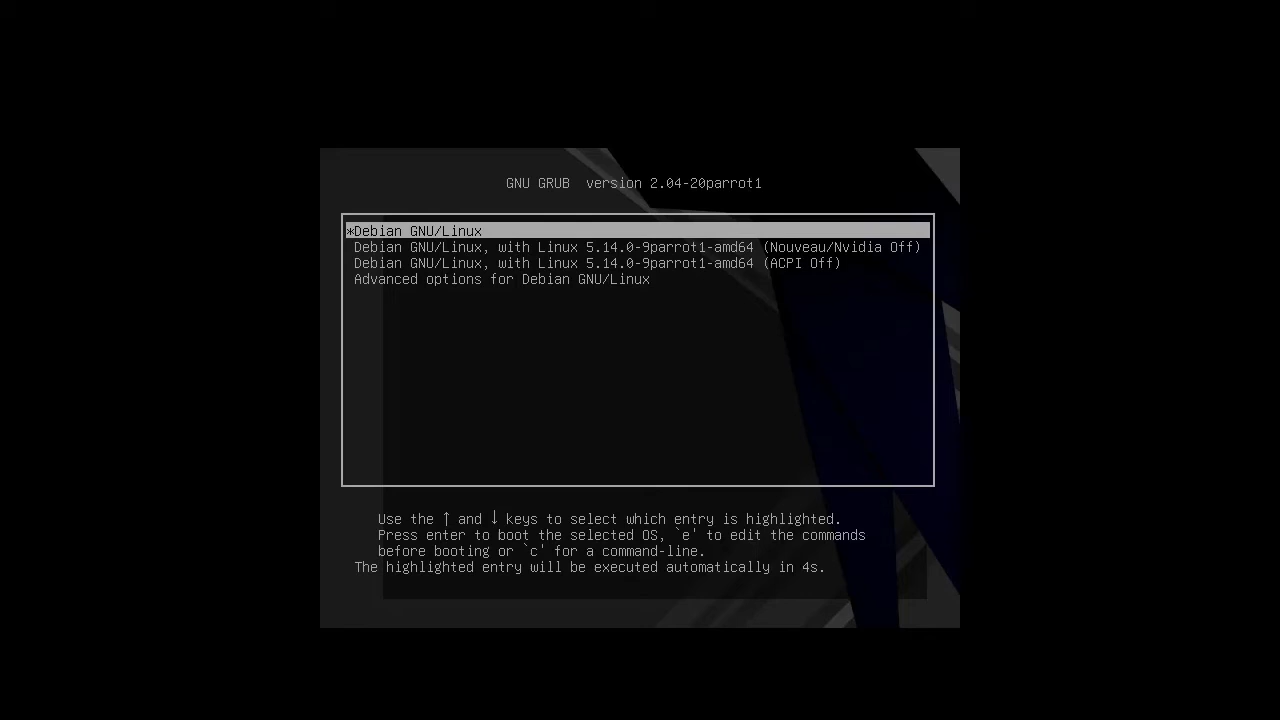 GNU GRUB  version 2.04-20parrot1
*Debian GNU/Linux
Debian GNU/Linux, with Linux 5.14.0-9parrot1-amd64 (Nouveau/Nvidia Off)
Debian GNU/Linux, with Linux 5.14.0-9parrot1-amd64 (ACPI Off)
Advanced options for Debian GNU/Linux
Use the ↑ and ↓ keys to select which entry is highlighted.
Press enter to boot the selected OS, `e' to edit the commands
before booting or `c' for a command-line.
The highlighted entry will be executed automatically in 4s.